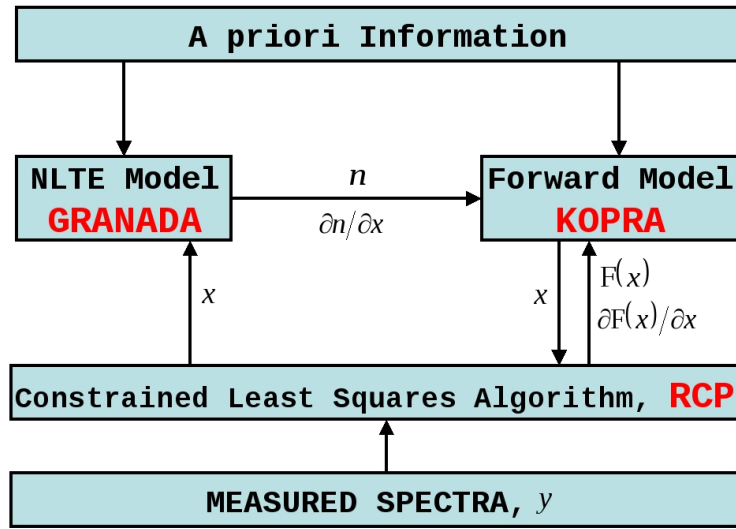 A priori Information
NLTE Model
GRANADA
n
∂n/∂x
Forward Model
KOPRA
x
x
F(x)
∂F(x)/∂x
Constrained Least Squares Algorithm, RCP
MEASURED SPECTRA, y